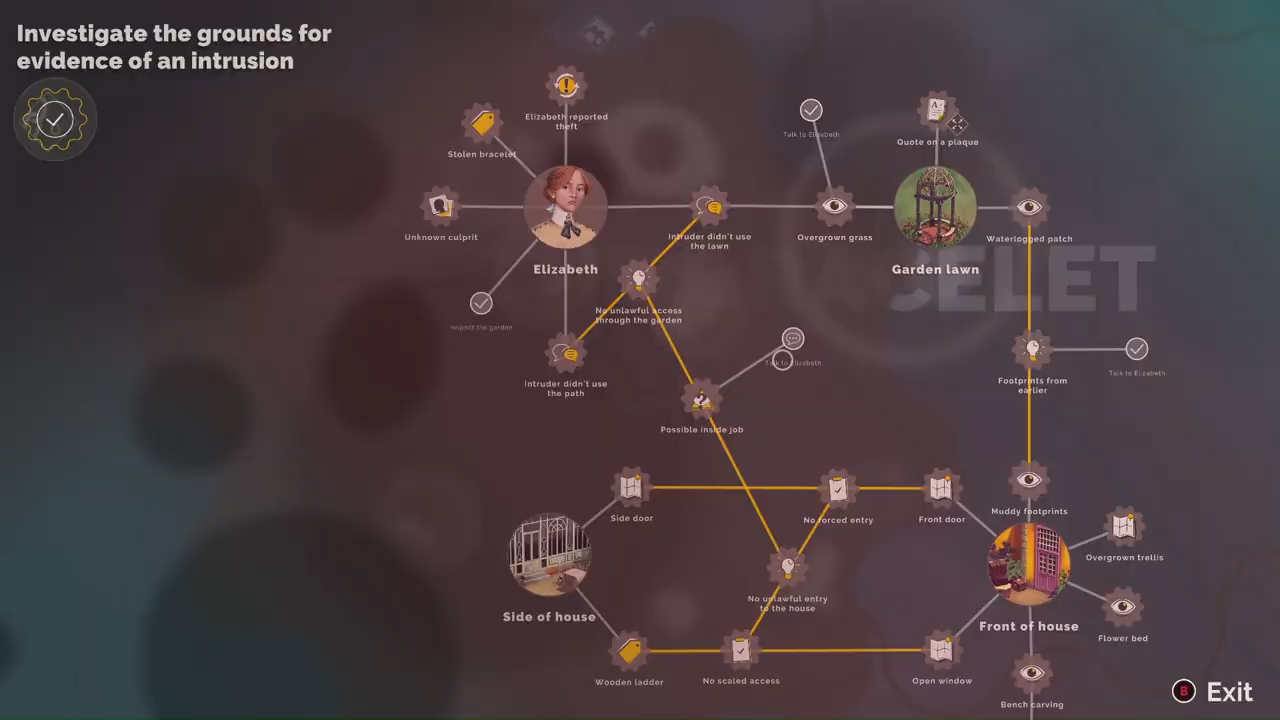 Investigate the grounds for
evidence of an intrusion
Elizabeth reported
theft
Talk to Elizabeth
Quote on a plaque
Stolen bracelet
Unknown culprit
Intruder didn't use
the lawn
Overgrown grass
Waterlogged patch
Elizabeth
Garden lawn
CELET
No unlawful access
through the garden
Respect the garden
Talk to Elizabeth
Talk to Elizabeth
Intruder didn't use
the path
Footprints from
earlier
Possible inside job
Side door
No forced entry
Front door
Muddy footprints
Overgrown trellis
No unlawful entry
to the house
Side of house
Front of house
Flower bed
Wooden ladder
No scaled access
Open window
Bench carving
B Exit